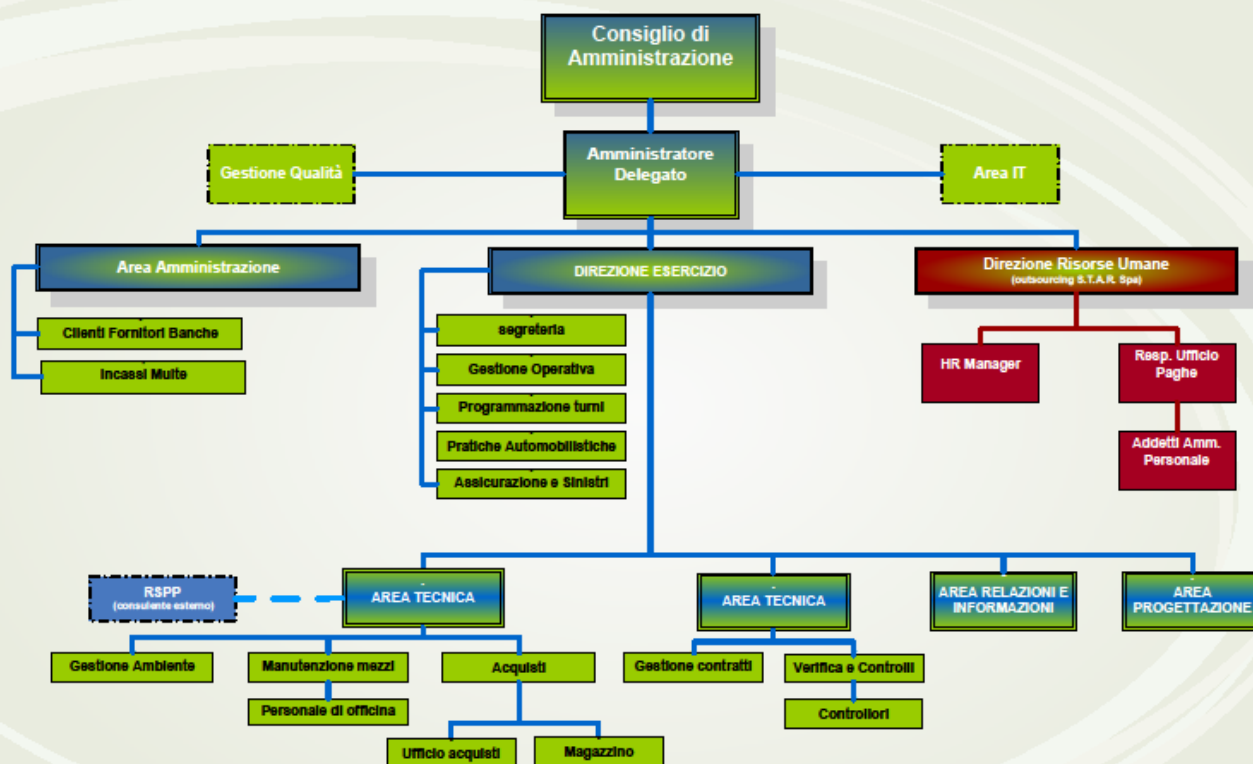 Consiglio di
Amministrazione
Gestione Qualità
Amministratore
Delegato
Area IT
Area Amministrazione
DIREZIONE ESERCIZIO
Direzione Risorse Umane
(outsourcing S.T.A.R. Spa)
Clienti Fornitori Banche
Incassi Multe
segreteria
Gestione Operativa
Programmazione turni
Pratiche Automobilistiche
Assicurazione e Sinistri
HR Manager
Resp. Ufficio
Paghe
Addetti Amm.
Personale
RSPP
(consulente esterno)
-
AREA TECNICA
-
AREA TECNICA
AREA RELAZIONI E
INFORMAZIONI
AREA
PROGETTAZIONE
Gestione Ambiente
Manutenzione mezzi
Acquisti
Gestione contratti
Verifica e Controlli
Personale di officina
Controllori
Ufficio acquisti
Magazzino